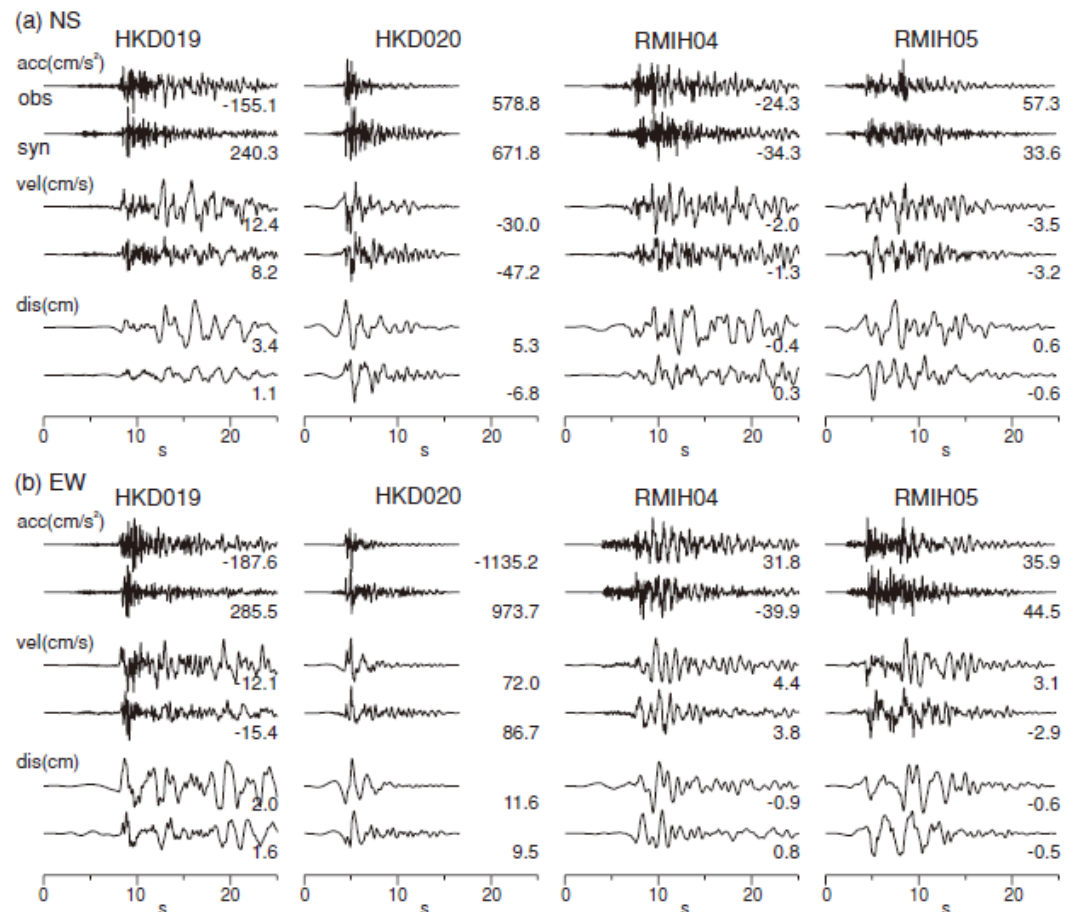 (a) NS
HKD019 HKD020 RMIH04 RMIH05
acc(cm/s²)
obs -155.1 578.8 -24.3 57.3
syn 240.3 671.8 -34.3 33.6
vel(cm/s)
12.4 -30.0 -2.0 -3.5
8.2 -47.2 -1.3 -3.2
dis(cm)
3.4 5.3 -0.4 0.6
1.1 -6.8 0.3 -0.6
0 10 20 0 10 20 0 10 20 0 10 20
s s s s
(b) EW
HKD019 HKD020 RMIH04 RMIH05
acc(cm/s²)
-187.6 -1135.2 31.8 35.9
285.5 973.7 -39.9 44.5
vel(cm/s)
-12.1 72.0 4.4 3.1
-15.4 86.7 3.8 -2.9
dis(cm)
2.0 11.6 -0.9 -0.6
1.6 9.5 0.8 -0.5
0 10 20 0 10 20 0 10 20 0 10 20
s s s s